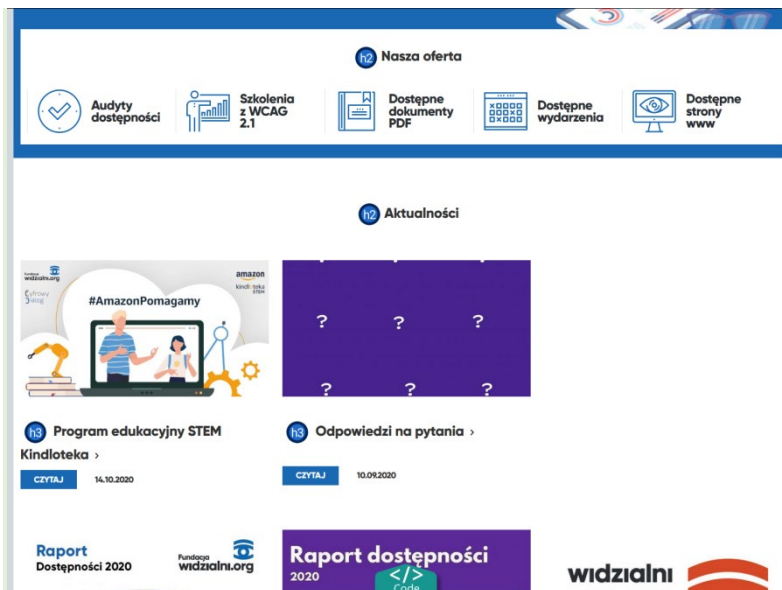 h2 Nasza oferta
Audyty
dostępności
Szkolenia
z WCAG
2.1
Dostępne
dokumenty
PDF
Dostępne
wydarzenia
Dostępne
strony
www
h2 Aktualności
Fundacja
widzialni.org
Cyfrowy
Dialog
amazon
kindloteka
STEM
#AmazonPomagamy
? ? ?
? ? ?
h3 Program edukacyjny STEM
Kindloteka ›
CZYTAJ 14.10.2020
h3 Odpowiedzi na pytania ›
CZYTAJ 10.09.2020
Raport
Dostępności 2020
Fundacja
widzialni.org
Raport dostępności
2020
</>
Code
widzialni